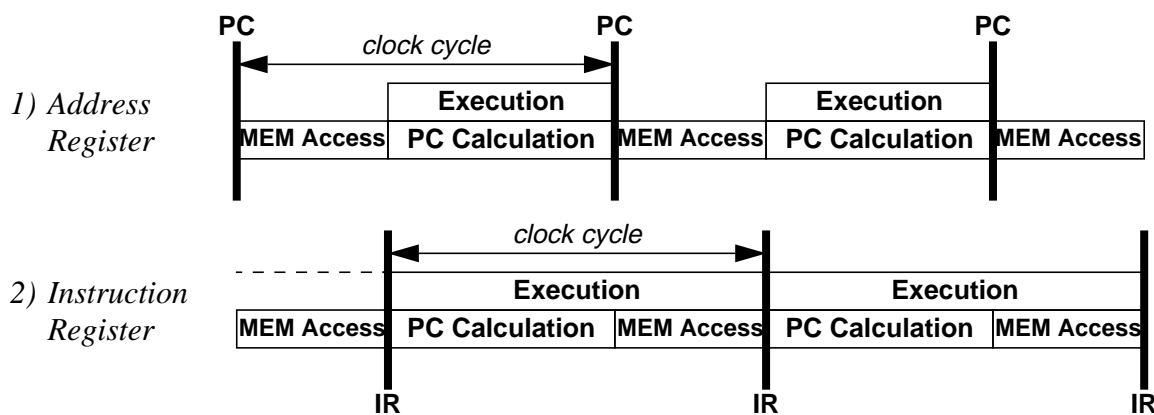 PC PC PC
clock cycle
1) Address Register
Execution Execution
MEM Access PC Calculation MEM Access PC Calculation MEM Access
clock cycle
2) Instruction Register
Execution Execution
MEM Access PC Calculation MEM Access PC Calculation MEM Access
IR IR IR